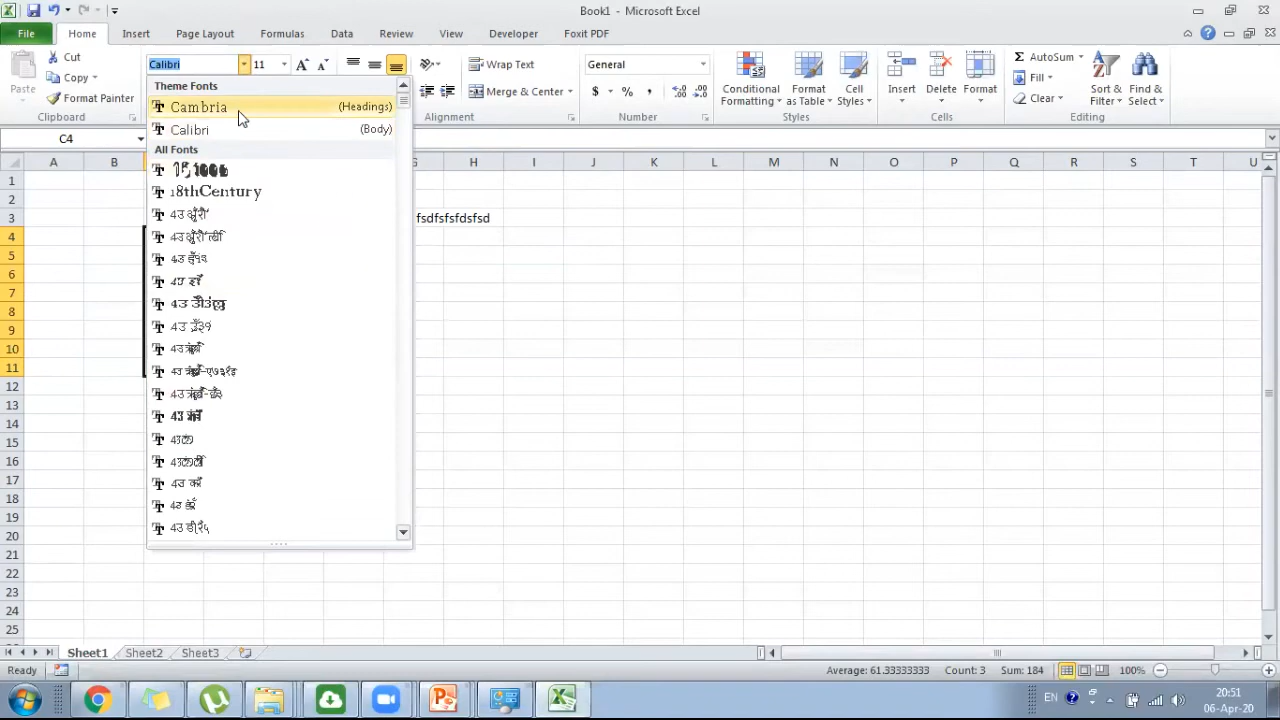 Book1 - Microsoft Excel
File Home Insert Page Layout Formulas Data Review View Developer Foxit PDF
Cut
Copy
Format Painter
Paste
Clipboard
Calibri
11
Wrap Text
Merge & Center
Alignment
General
$ % ,
Number
Conditional Formatting
Format as Table
Cell Styles
Styles
Insert
Delete
Format
Cells
AutoSum
Fill
Clear
Sort & Filter
Find & Select
Editing
C4
Theme Fonts
Cambria (Headings)
Calibri (Body)
All Fonts
18thCentury
A B G H I J K L M N O P Q R S T U
1
2
3 fsdfsfsfdsfsd
4
5
6
7
8
9
10
11
12
13
14
15
16
17
18
19
20
21
22
23
24
25
Sheet1 Sheet2 Sheet3
Ready
Average: 61.33333333 Count: 3 Sum: 184 100%
EN
20:51
06-Apr-20